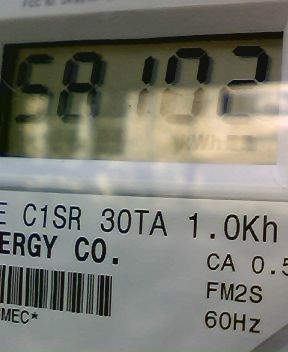 58102
kWh
E C1SR 30TA 1.0Kh
ERGY CO.
CA 0.5
FM2S
MEC*
60Hz